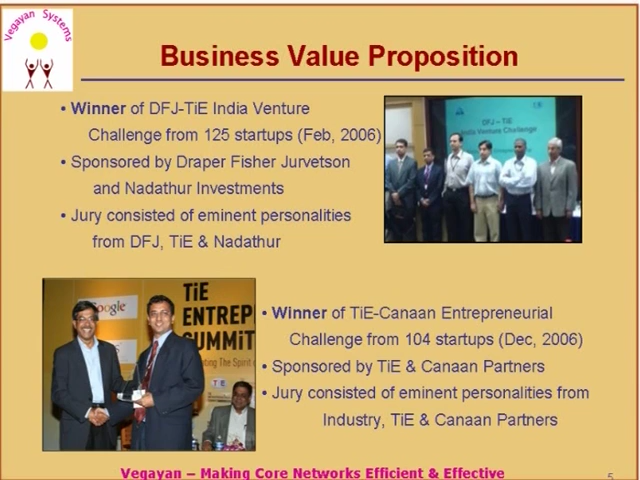 Vegayan Systems
Business Value Proposition
• Winner of DFJ-TiE India Venture
Challenge from 125 startups (Feb, 2006)
• Sponsored by Draper Fisher Jurvetson
and Nadathur Investments
• Jury consisted of eminent personalities
from DFJ, TiE & Nadathur
DFJ – TiE
India Venture Challenge
Google
TiE
ENTREP
SUMMiT
• Winner of TiE-Canaan Entrepreneurial
Challenge from 104 startups (Dec, 2006)
• Sponsored by TiE & Canaan Partners
• Jury consisted of eminent personalities from
Industry, TiE & Canaan Partners
Vegayan – Making Core Networks Efficient & Effective
5